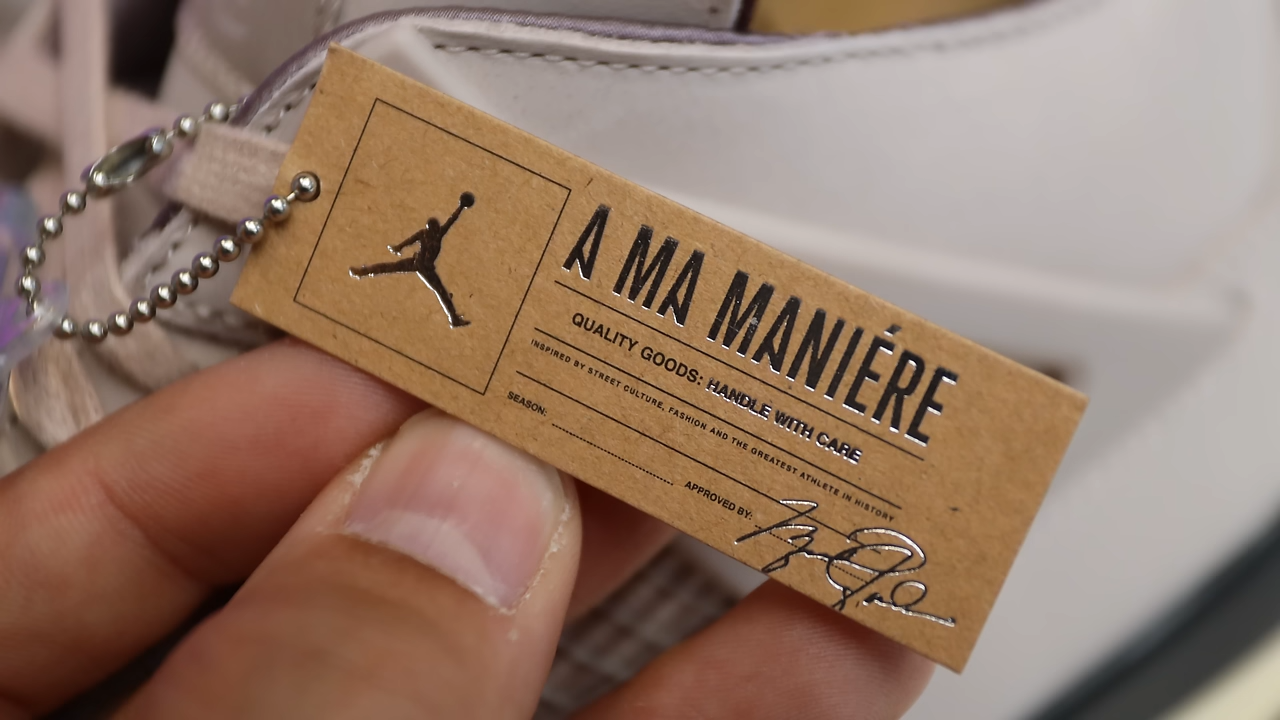 A MA MANIÉRE
QUALITY GOODS: HANDLE WITH CARE
INSPIRED BY STREET CULTURE, FASHION AND THE GREATEST ATHLETE IN HISTORY
SEASON:
APPROVED BY: